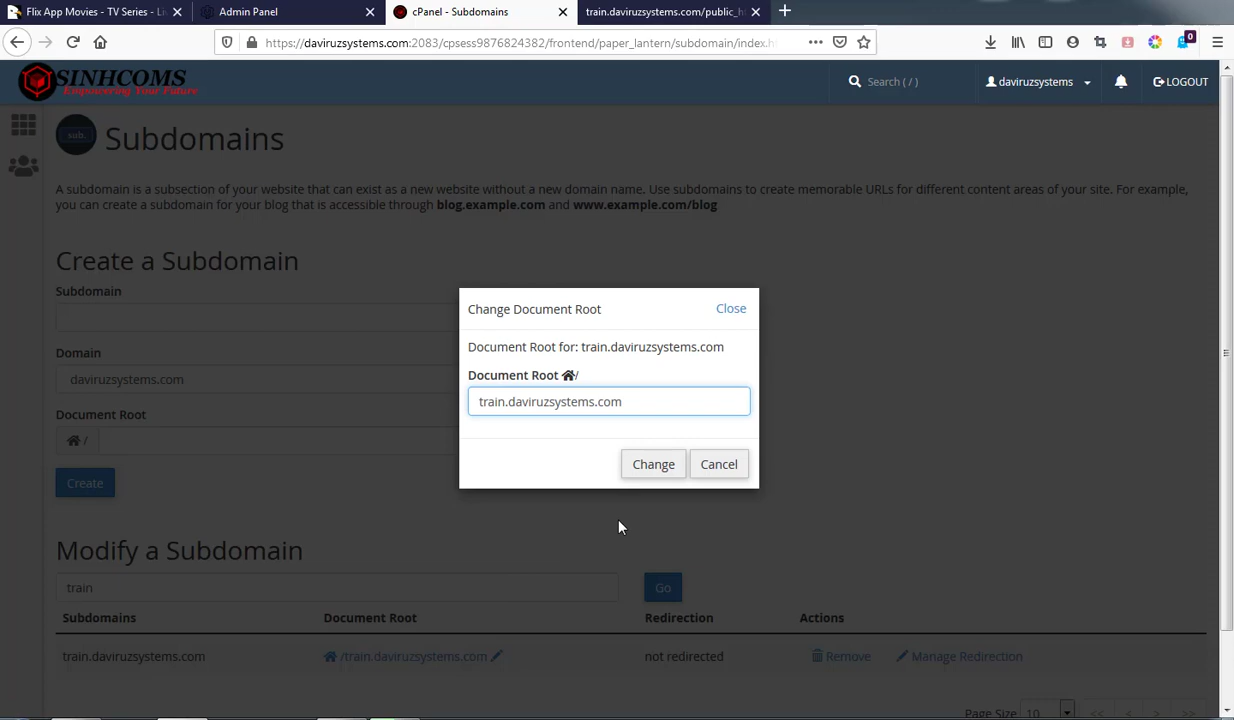 Flix App Movies - TV Series - Li
Admin Panel
cPanel - Subdomains
train.daviruzsystems.com/public_h
https://daviruzsystems.com:2083/cpsess9876824382/frontend/paper_lantern/subdomain/index.h
0
SINHCOMS
Empowering Your Future
Search ( / )
daviruzsystems
LOGOUT
sub.
Subdomains
A subdomain is a subsection of your website that can exist as a new website without a new domain name. Use subdomains to create memorable URLs for different content areas of your site. For example,
you can create a subdomain for your blog that is accessible through blog.example.com and www.example.com/blog
Create a Subdomain
Subdomain
Domain
daviruzsystems.com
Document Root
/
Create
Change Document Root
Close
Document Root for: train.daviruzsystems.com
Document Root /
train.daviruzsystems.com
Change
Cancel
Modify a Subdomain
train
Go
Subdomains
Document Root
Redirection
Actions
train.daviruzsystems.com
/train.daviruzsystems.com
not redirected
Remove
Manage Redirection
Page Size
10
<<
<
>
>>